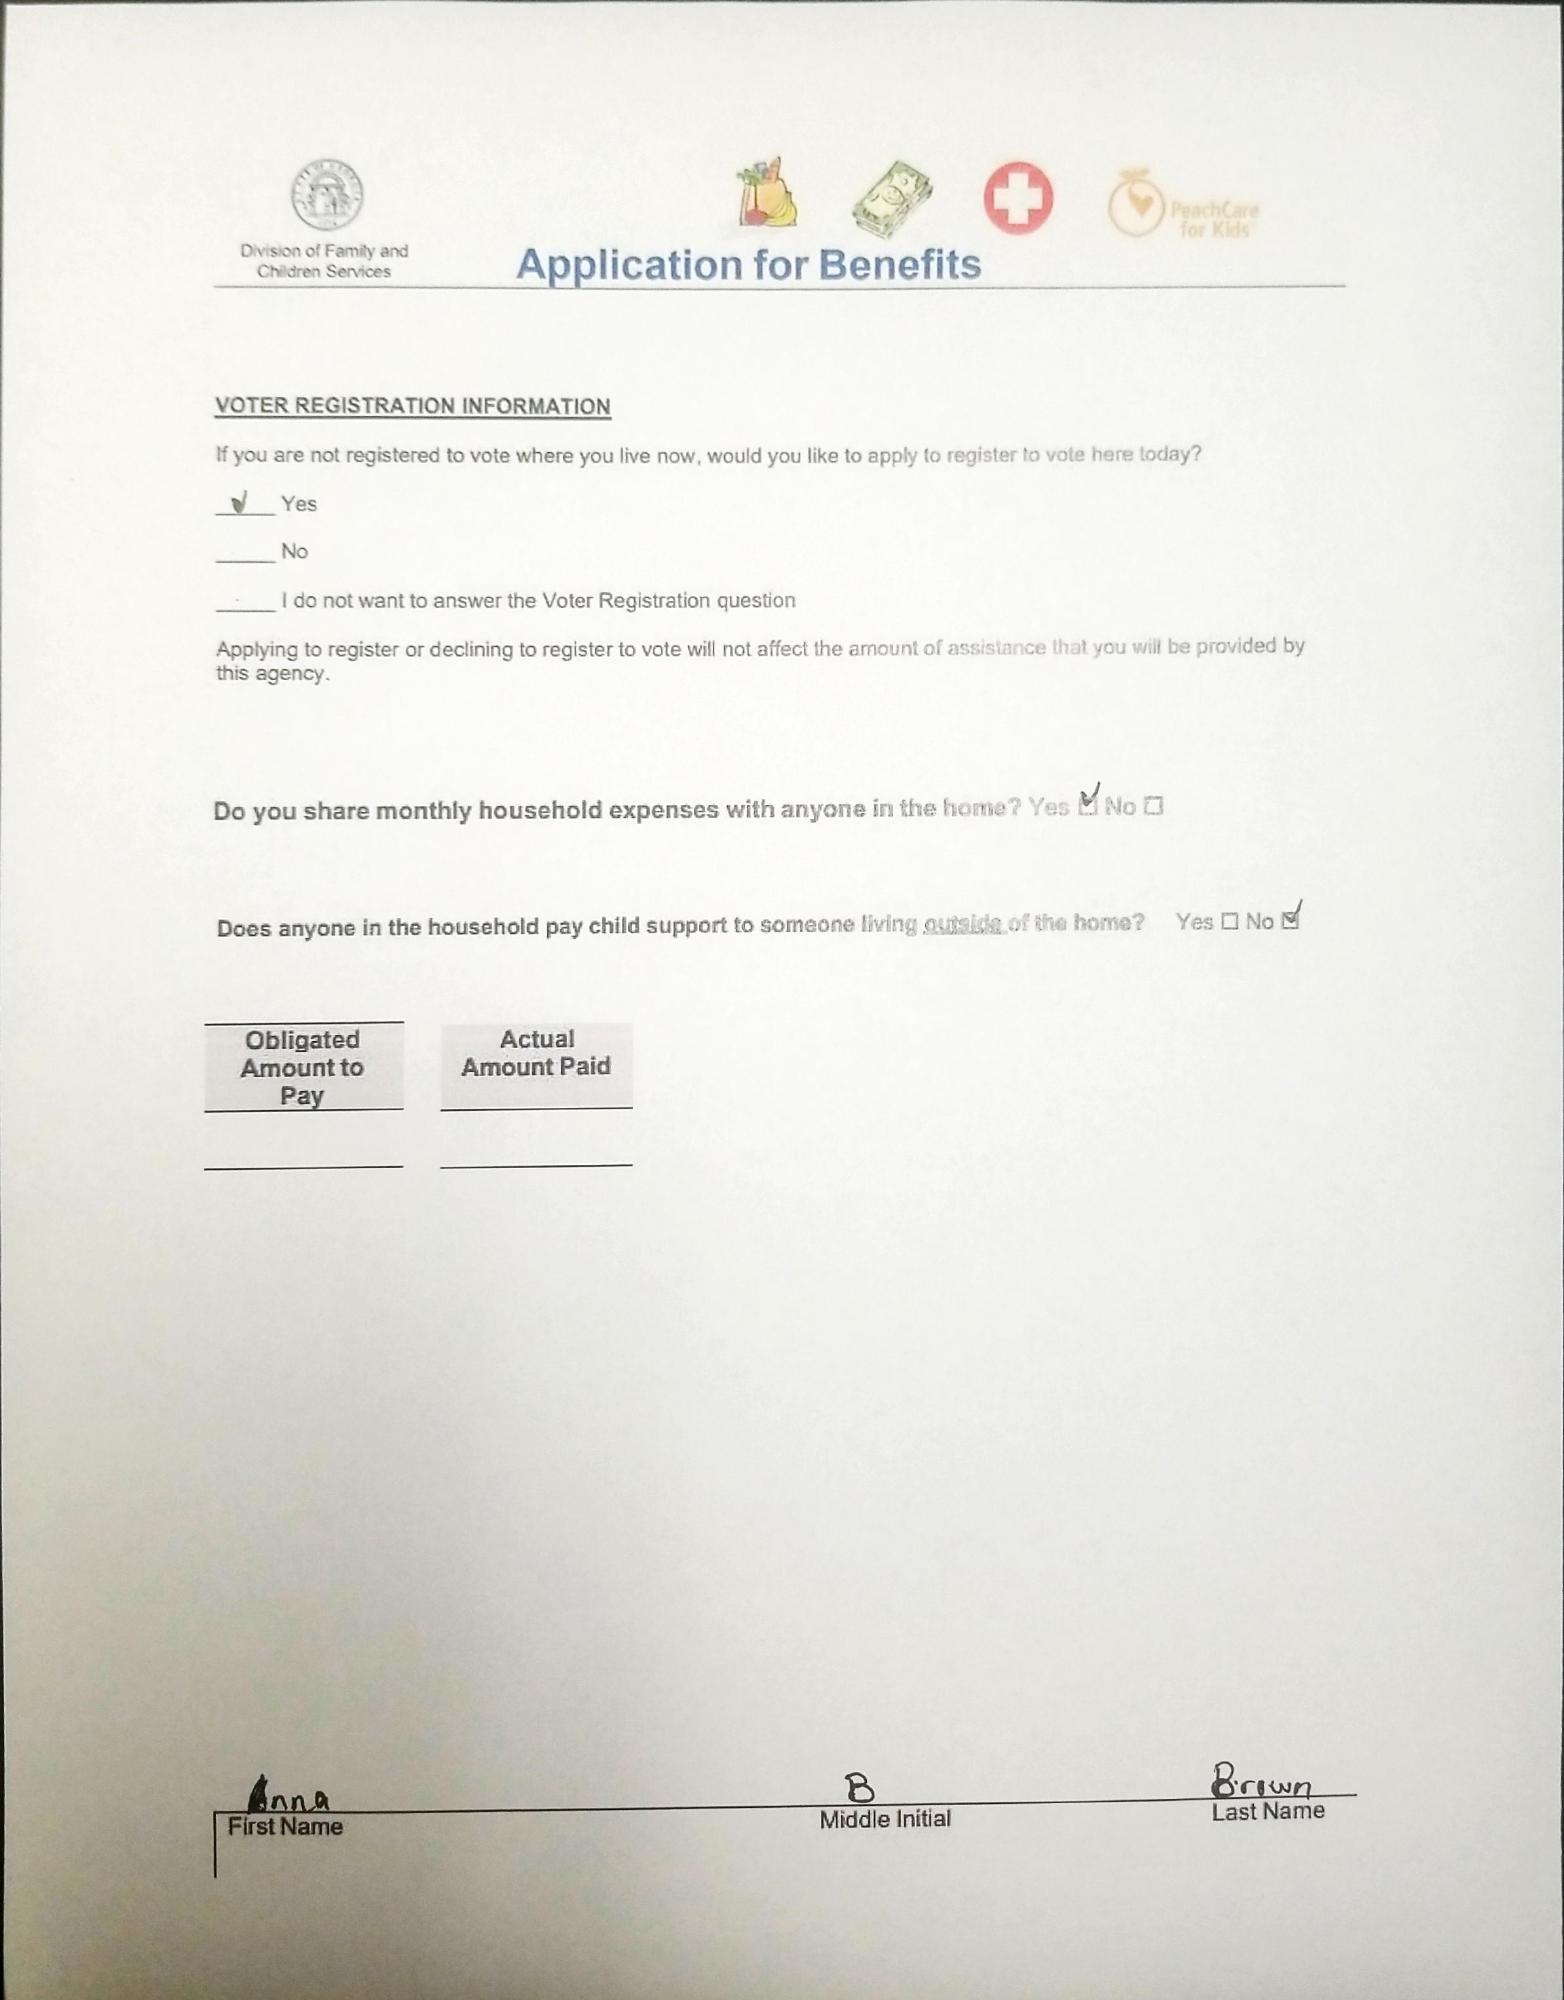 PeachCare
for Kids
Division of Family and
Children Services
Application for Benefits
VOTER REGISTRATION INFORMATION
If you are not registered to vote where you live now, would you like to apply to register to vote here today?
✓ Yes
____ No
____ I do not want to answer the Voter Registration question
Applying to register or declining to register to vote will not affect the amount of assistance that you will be provided by
this agency.
Do you share monthly household expenses with anyone in the home? Yes ☑ No ☐
Does anyone in the household pay child support to someone living outside of the home? Yes ☐ No ☑
Obligated
Amount to
Pay
Actual
Amount Paid
Anna B Brown
First Name Middle Initial Last Name